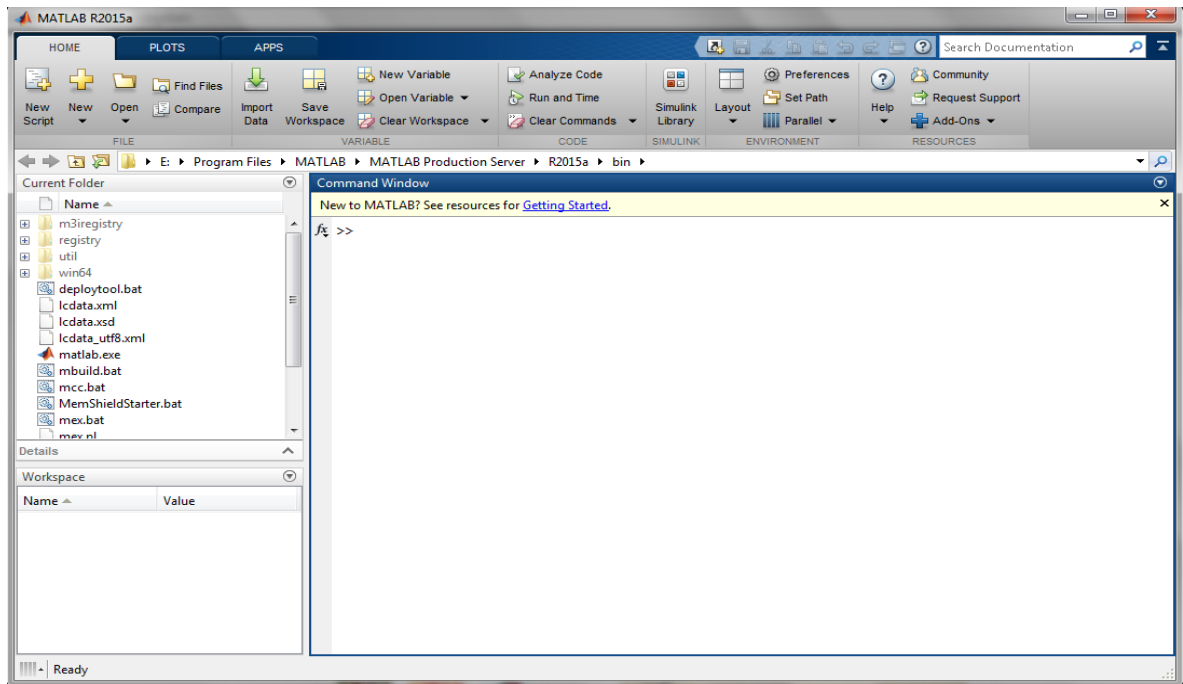 MATLAB R2015a
HOME PLOTS APPS Search Documentation
New Script New Open Find Files Compare Import Data Save Workspace New Variable Open Variable Clear Workspace Analyze Code Run and Time Clear Commands Simulink Library Layout Preferences Set Path Parallel Help Community Request Support Add-Ons
FILE VARIABLE CODE SIMULINK ENVIRONMENT RESOURCES
E: Program Files MATLAB MATLAB Production Server R2015a bin
Current Folder
Name
m3iregistry
registry
util
win64
deploytool.bat
lcdata.xml
lcdata.xsd
lcdata_utf8.xml
matlab.exe
mbuild.bat
mcc.bat
MemShieldStarter.bat
mex.bat
mex.pl
Details
Workspace
Name Value
Command Window
New to MATLAB? See resources for Getting Started.
fx >>
Ready